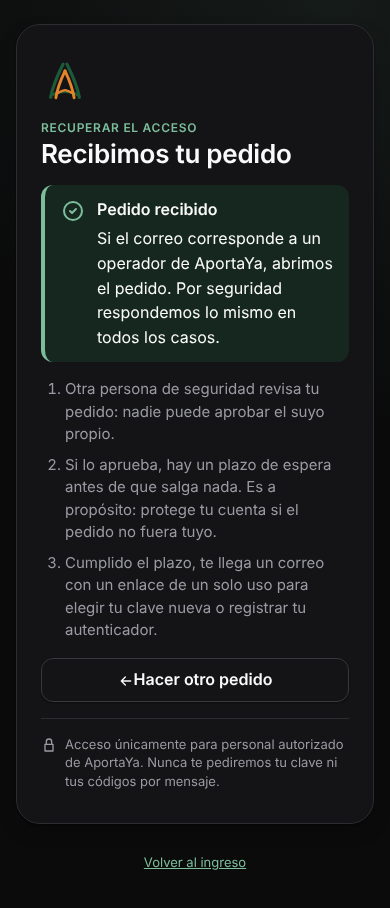 RECUPERAR EL ACCESO
Recibimos tu pedido
Pedido recibido
Si el correo corresponde a un
operador de AportaYa, abrimos
el pedido. Por seguridad
respondemos lo mismo en
todos los casos.
1. Otra persona de seguridad revisa tu
pedido: nadie puede aprobar el suyo
propio.
2. Si lo aprueba, hay un plazo de espera
antes de que salga nada. Es a
propósito: protege tu cuenta si el
pedido no fuera tuyo.
3. Cumplido el plazo, te llega un correo
con un enlace de un solo uso para
elegir tu clave nueva o registrar tu
autenticador.
←Hacer otro pedido
Acceso únicamente para personal autorizado
de AportaYa. Nunca te pediremos tu clave ni
tus códigos por mensaje.
Volver al ingreso